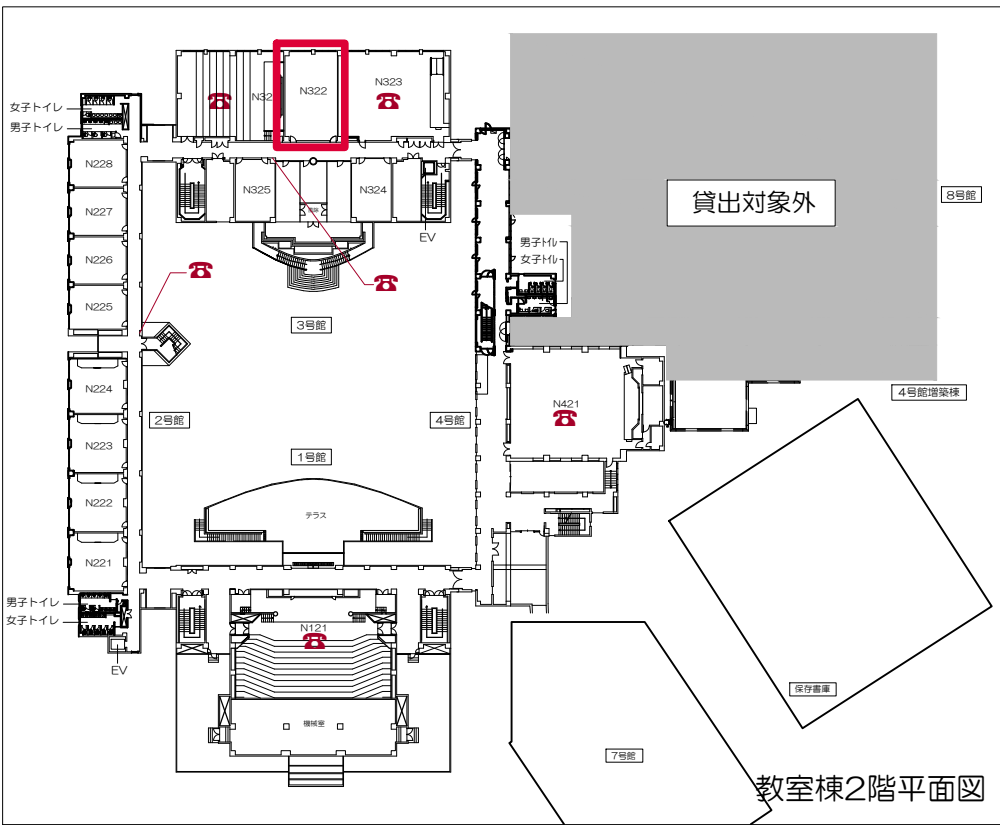 N322
N323
N32
女子トイレ
男子トイレ
N228
N227
N226
N225
N224
N223
N222
N221
N325
N324
EV
貸出対象外
8号館
男子トイレ
女子トイレ
3号館
2号館
4号館
1号館
N421
4号館増築棟
テラス
男子トイレ
女子トイレ
EV
N121
機械室
保存書庫
7号館
教室棟2階平面図